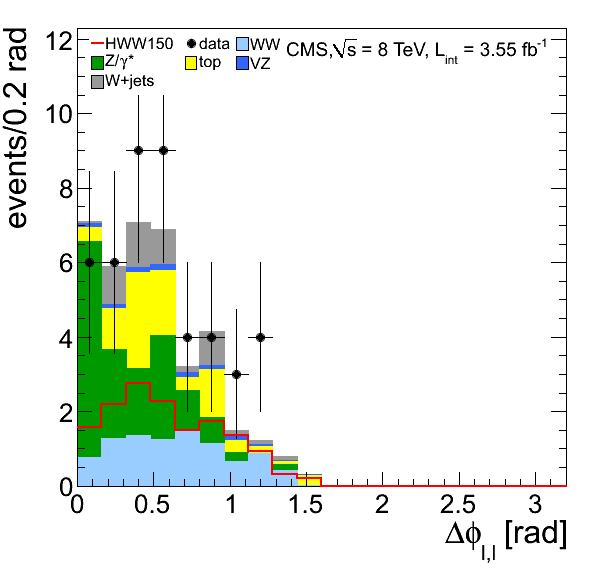 HWW150 data WW CMS,√s = 8 TeV, L_int = 3.55 fb⁻¹
Z/γ* top VZ
W+jets
events/0.2 rad
12
10
8
6
4
2
0
0 0.5 1 1.5 2 2.5 3
Δϕ_l,l [rad]